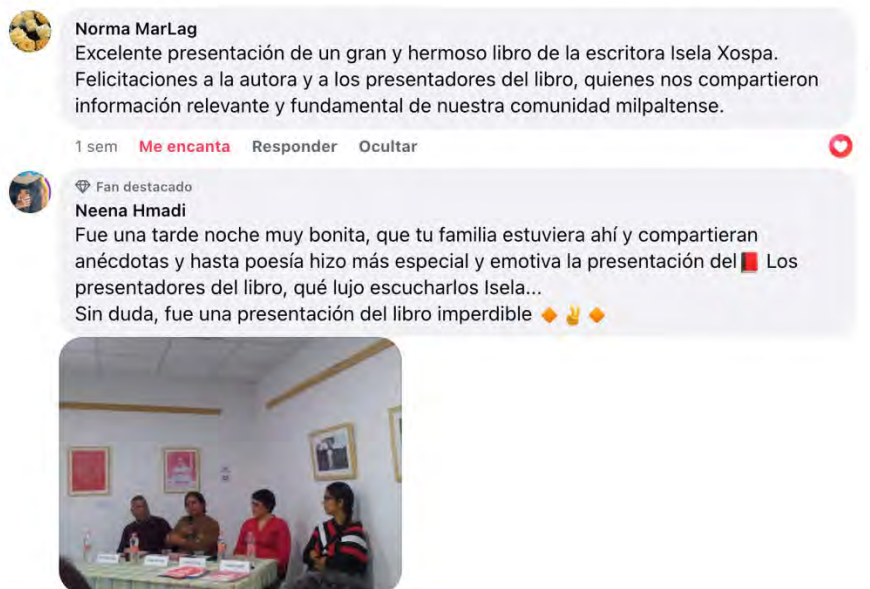 Norma MarLag
Excelente presentación de un gran y hermoso libro de la escritora Isela Xospa.
Felicitaciones a la autora y a los presentadores del libro, quienes nos compartieron
información relevante y fundamental de nuestra comunidad milpaltense.
1 sem Me encanta Responder Ocultar
Fan destacado
Neena Hmadi
Fue una tarde noche muy bonita, que tu familia estuviera ahí y compartieran
anécdotas y hasta poesía hizo más especial y emotiva la presentación del📕 Los
presentadores del libro, qué lujo escucharlos Isela...
Sin duda, fue una presentación del libro imperdible 🔸✌️🔸